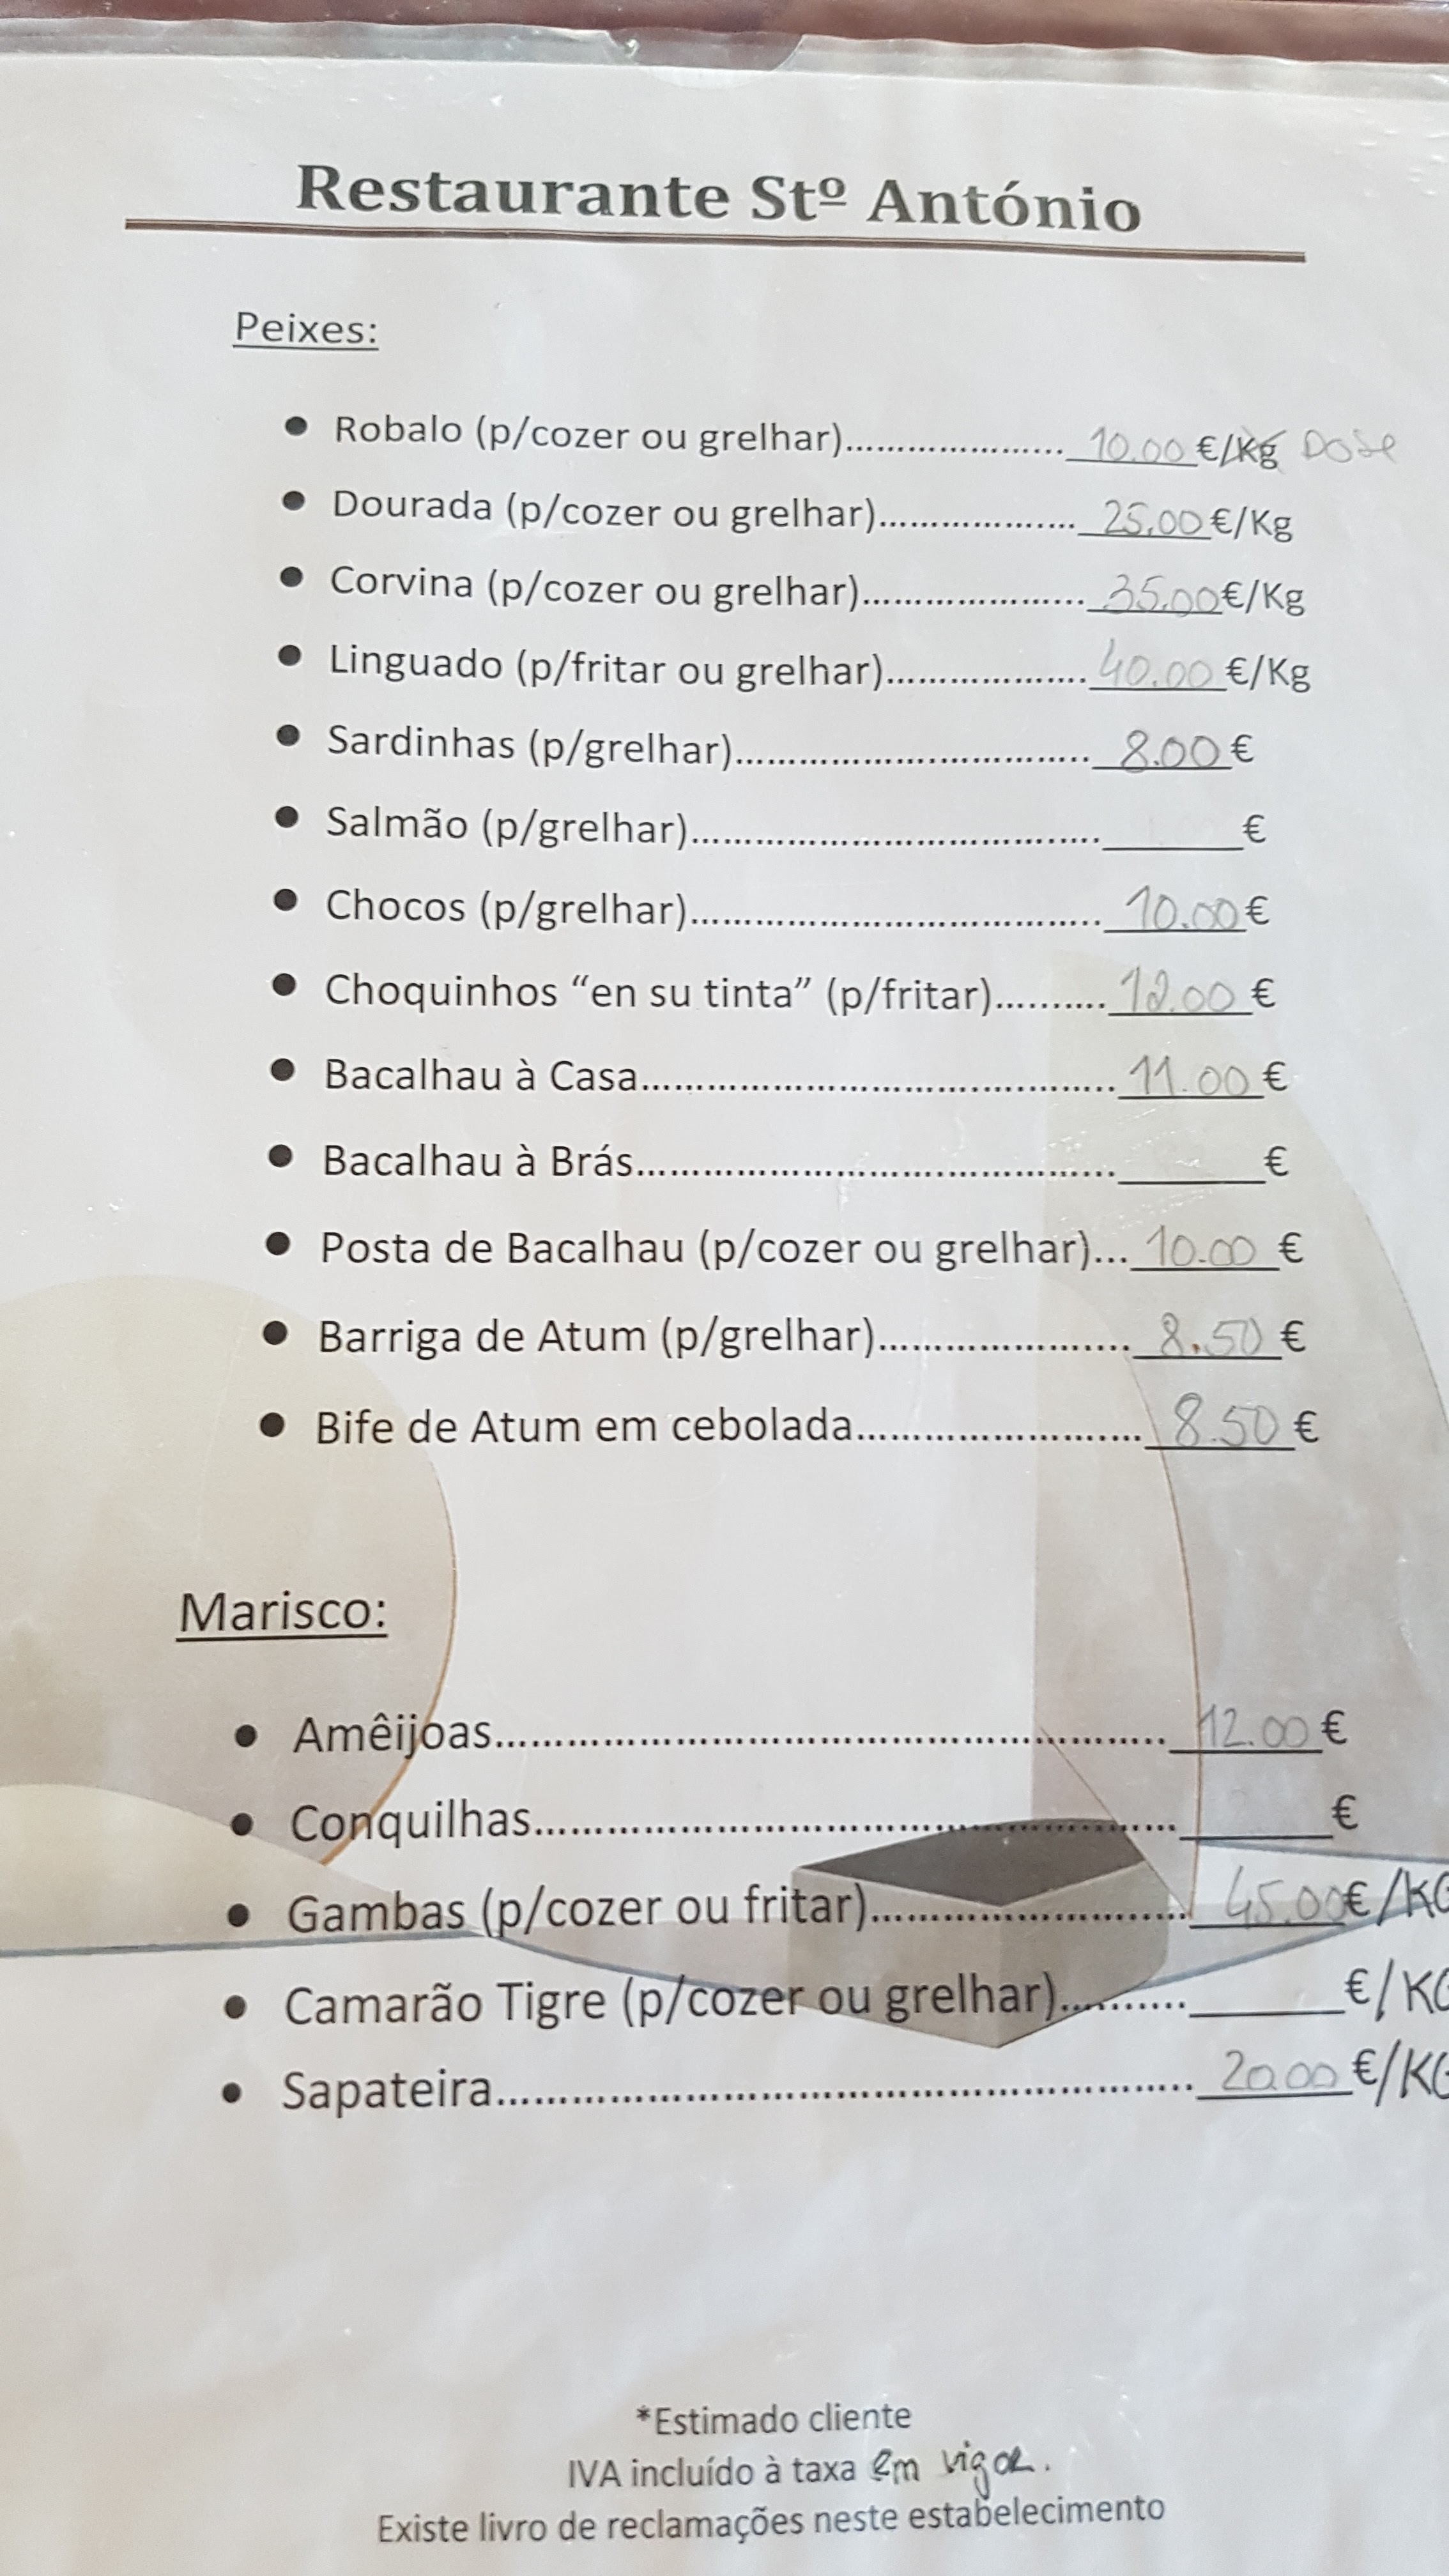 Restaurante Stº António
Peixes:
• Robalo (p/cozer ou grelhar)........................10.00 €/Kg Dose
• Dourada (p/cozer ou grelhar)......................25.00 €/Kg
• Corvina (p/cozer ou grelhar)........................35.00 €/Kg
• Linguado (p/fritar ou grelhar)......................40.00 €/Kg
• Sardinhas (p/grelhar).......................................8.00 €
• Salmão (p/grelhar)............................................______€
• Chocos (p/grelhar)............................................10.00 €
• Choquinhos “en su tinta” (p/fritar)..........12.00 €
• Bacalhau à Casa....................................................11.00 €
• Bacalhau à Brás....................................................______€
• Posta de Bacalhau (p/cozer ou grelhar)...10.00 €
• Barriga de Atum (p/grelhar)...........................8.50 €
• Bife de Atum em cebolada..............................8.50 €
Marisco:
• Amêijoas......................................................................12.00 €
• Conquilhas..................................................................______€
• Gambas (p/cozer ou fritar)..................................45.00€/KG
• Camarão Tigre (p/cozer ou grelhar)............______€/KG
• Sapateira......................................................................20.00 €/KG
*Estimado cliente
IVA incluído à taxa em vigor.
Existe livro de reclamações neste estabelecimento